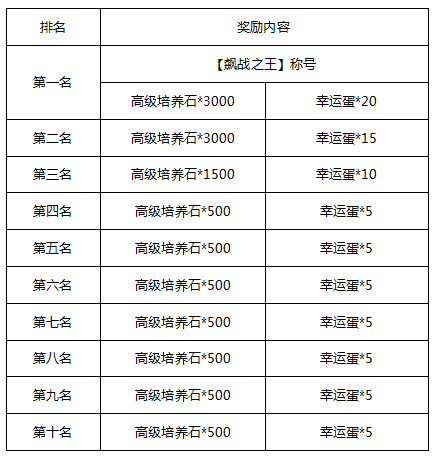 排名 奖励内容
【飙战之王】称号
第一名
高级培养石*3000 幸运蛋*20
第二名 高级培养石*3000 幸运蛋*15
第三名 高级培养石*1500 幸运蛋*10
第四名 高级培养石*500 幸运蛋*5
第五名 高级培养石*500 幸运蛋*5
第六名 高级培养石*500 幸运蛋*5
第七名 高级培养石*500 幸运蛋*5
第八名 高级培养石*500 幸运蛋*5
第九名 高级培养石*500 幸运蛋*5
第十名 高级培养石*500 幸运蛋*5